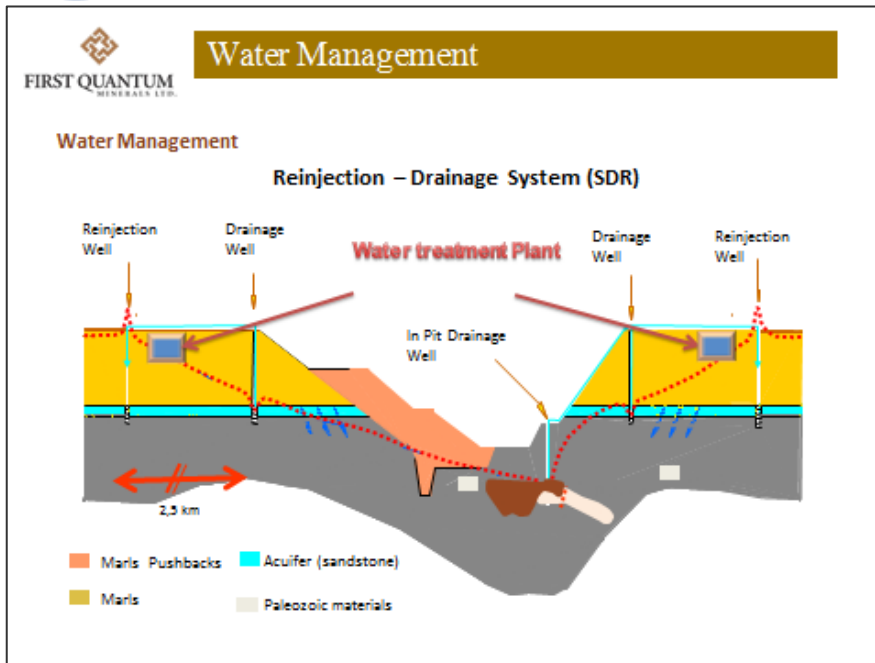 Water Management
FIRST QUANTUM
MINERALS LTD.
Water Management
Reinjection – Drainage System (SDR)
Reinjection
Well
Drainage
Well
Water treatment Plant
Drainage
Well
Reinjection
Well
In Pit Drainage
Well
2,5 km
Marls Pushbacks
Acuifer (sandstone)
Marls
Paleozoic materials